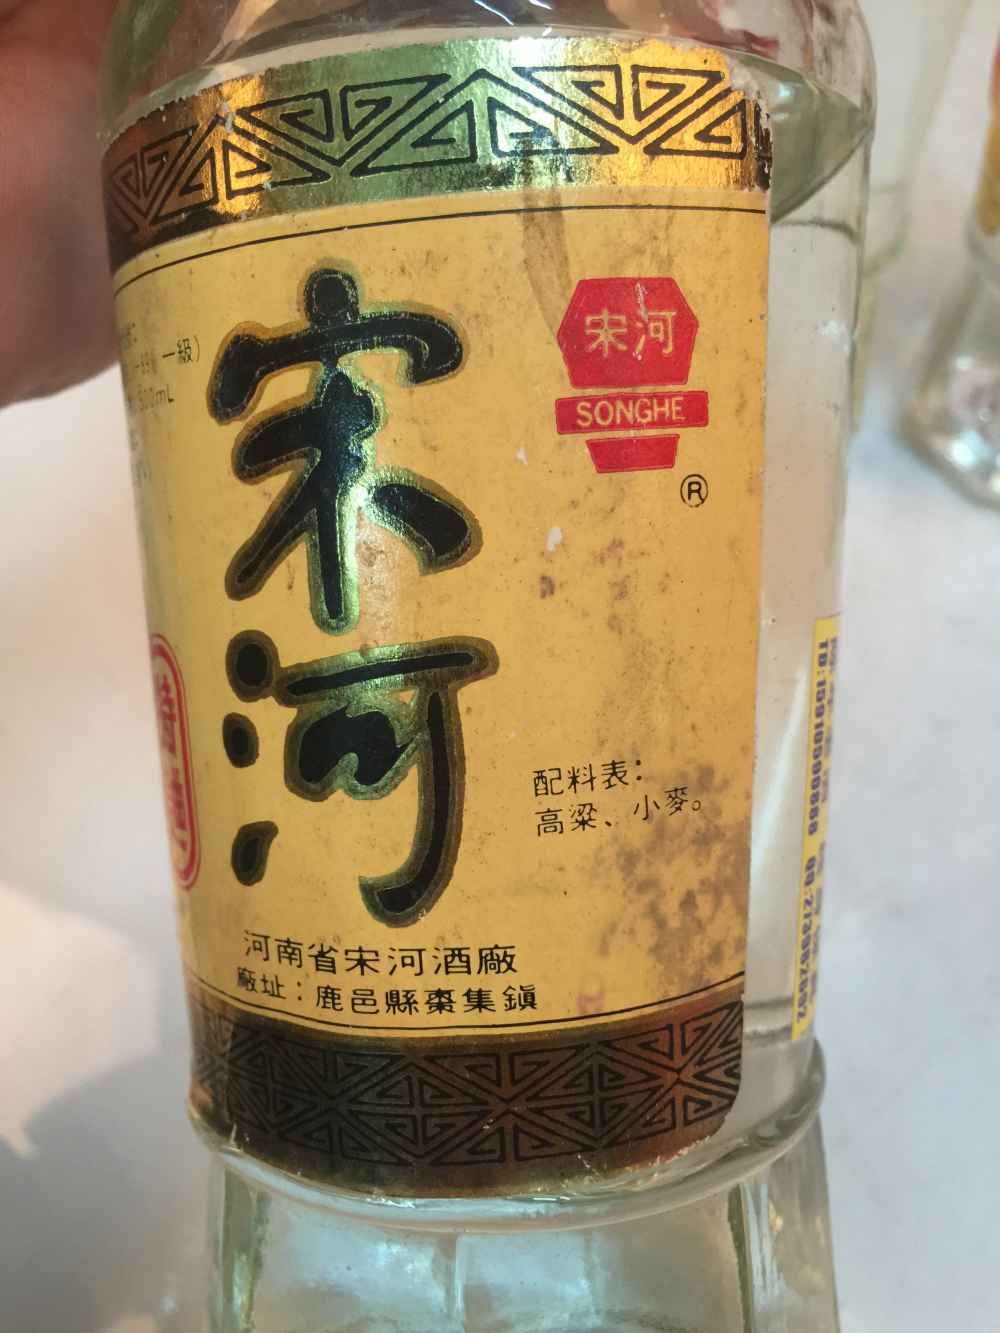 宋河
宋河
SONGHE
®
一級)
500mL
配料表：
高粱、小麥。
河南省宋河酒廠
廠址：鹿邑縣棗集鎮